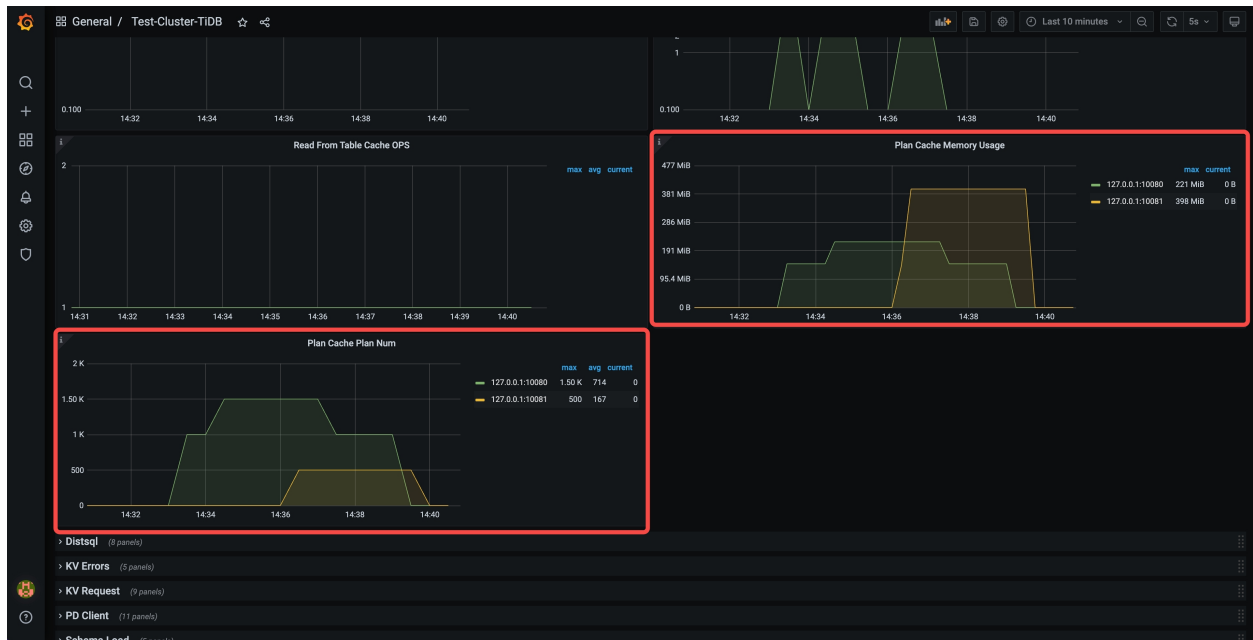 General / Test-Cluster-TiDB
Last 10 minutes
5s
1
0.100
14:32 14:34 14:36 14:38 14:40
0.100
14:32 14:34 14:36 14:38 14:40
Read From Table Cache OPS
max avg current
2
1
14:31 14:32 14:33 14:34 14:35 14:36 14:37 14:38 14:39 14:40
Plan Cache Memory Usage
max current
127.0.0.1:10080 221 MiB 0 B
127.0.0.1:10081 398 MiB 0 B
477 MiB
381 MiB
286 MiB
191 MiB
95.4 MiB
0 B
14:32 14:34 14:36 14:38 14:40
Plan Cache Plan Num
max avg current
127.0.0.1:10080 1.50 K 714 0
127.0.0.1:10081 500 167 0
2 K
1.50 K
1 K
500
0
14:32 14:34 14:36 14:38 14:40
Distsql (8 panels)
KV Errors (5 panels)
KV Request (9 panels)
PD Client (11 panels)
Schema Load